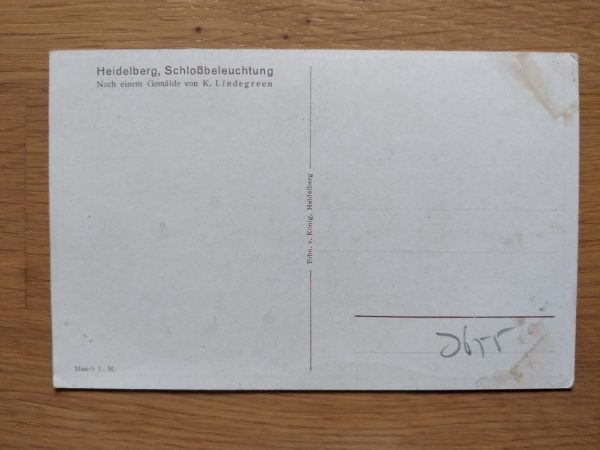 Heidelberg, Schloßbeleuchtung
Nach einem Gemälde von K. Lindegreen
Edm. v. König, Heidelberg
L. H.